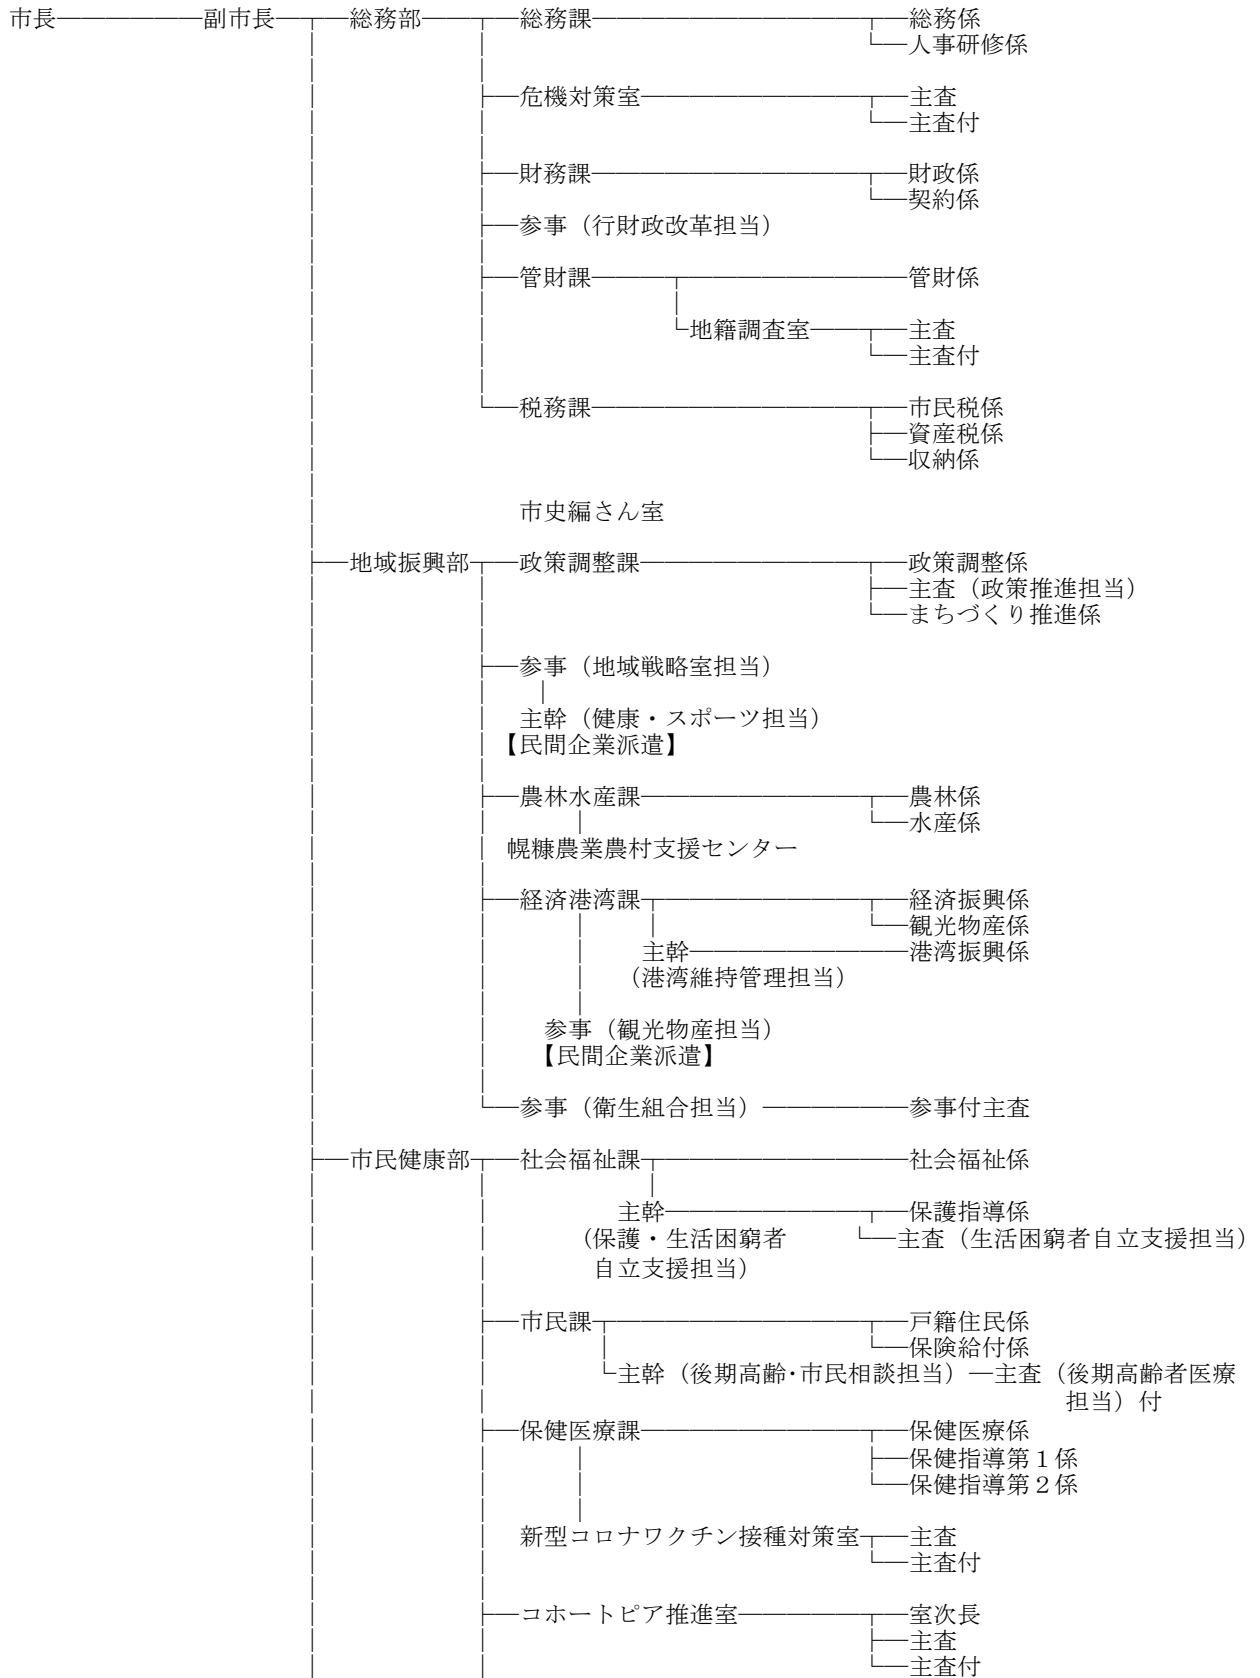 市長 副市長 総務部 総務課 総務係
人事研修係
危機対策室 主査
主査付
財務課 財政係
契約係
参事（行財政改革担当）
管財課 管財係
地籍調査室 主査
主査付
税務課 市民税係
資産税係
収納係
市史編さん室
地域振興部 政策調整課 政策調整係
主査（政策推進担当）
まちづくり推進係
参事（地域戦略室担当）
主幹（健康・スポーツ担当）
【民間企業派遣】
農林水産課 農林係
水産係
幌糠農業農村支援センター
経済港湾課 経済振興係
観光物産係
主幹 港湾振興係
（港湾維持管理担当）
参事（観光物産担当）
【民間企業派遣】
参事（衛生組合担当） 参事付主査
市民健康部 社会福祉課 社会福祉係
主幹 保護指導係
（保護・生活困窮者 主査（生活困窮者自立支援担当）
自立支援担当）
市民課 戸籍住民係
保険給付係
主幹（後期高齢・市民相談担当） 主査（後期高齢者医療
担当）付
保健医療課 保健医療係
保健指導第１係
保健指導第２係
新型コロナワクチン接種対策室 主査
主査付
コホートピア推進室 室次長
主査
主査付